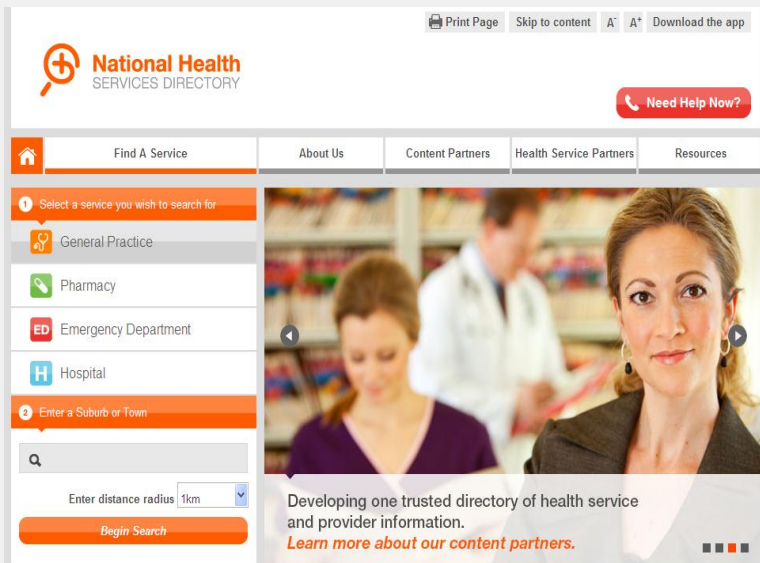 Print Page
Skip to content
A-
A+
Download the app
National Health
SERVICES DIRECTORY
Need Help Now?
Find A Service
About Us
Content Partners
Health Service Partners
Resources
1 Select a service you wish to search for
General Practice
Pharmacy
ED Emergency Department
H Hospital
2 Enter a Suburb or Town
Enter distance radius 1km
Begin Search
Developing one trusted directory of health service
and provider information.
Learn more about our content partners.